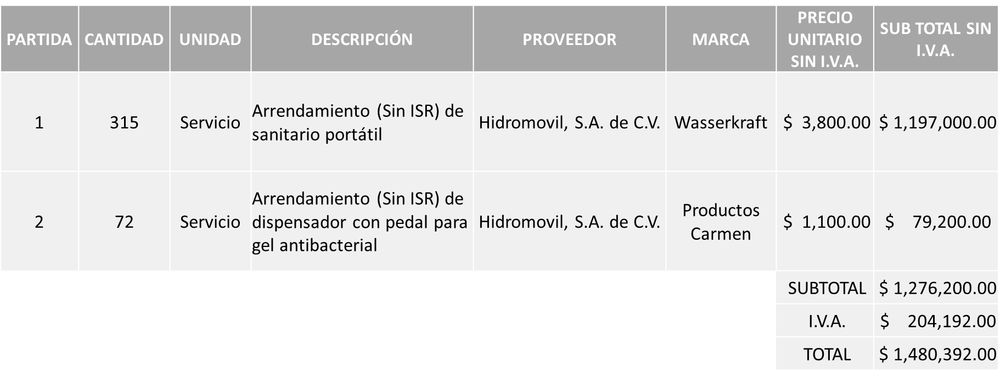 PARTIDA CANTIDAD UNIDAD DESCRIPCIÓN PROVEEDOR MARCA PRECIO UNITARIO SIN I.V.A. SUB TOTAL SIN I.V.A.
1 315 Servicio Arrendamiento (Sin ISR) de sanitario portátil Hidromovil, S.A. de C.V. Wasserkraft $ 3,800.00 $ 1,197,000.00
2 72 Servicio Arrendamiento (Sin ISR) de dispensador con pedal para gel antibacterial Hidromovil, S.A. de C.V. Productos Carmen $ 1,100.00 $ 79,200.00
SUBTOTAL $ 1,276,200.00
I.V.A. $ 204,192.00
TOTAL $ 1,480,392.00